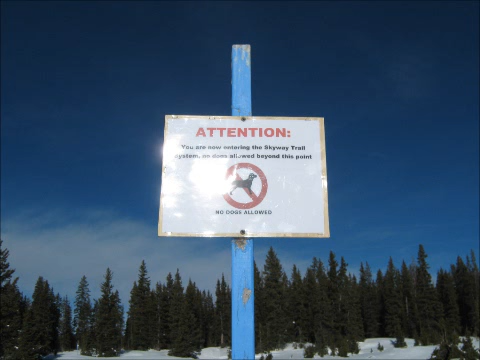 ATTENTION:
You are now entering the Skyway Trail
system, no dogs allowed beyond this point
NO DOGS ALLOWED